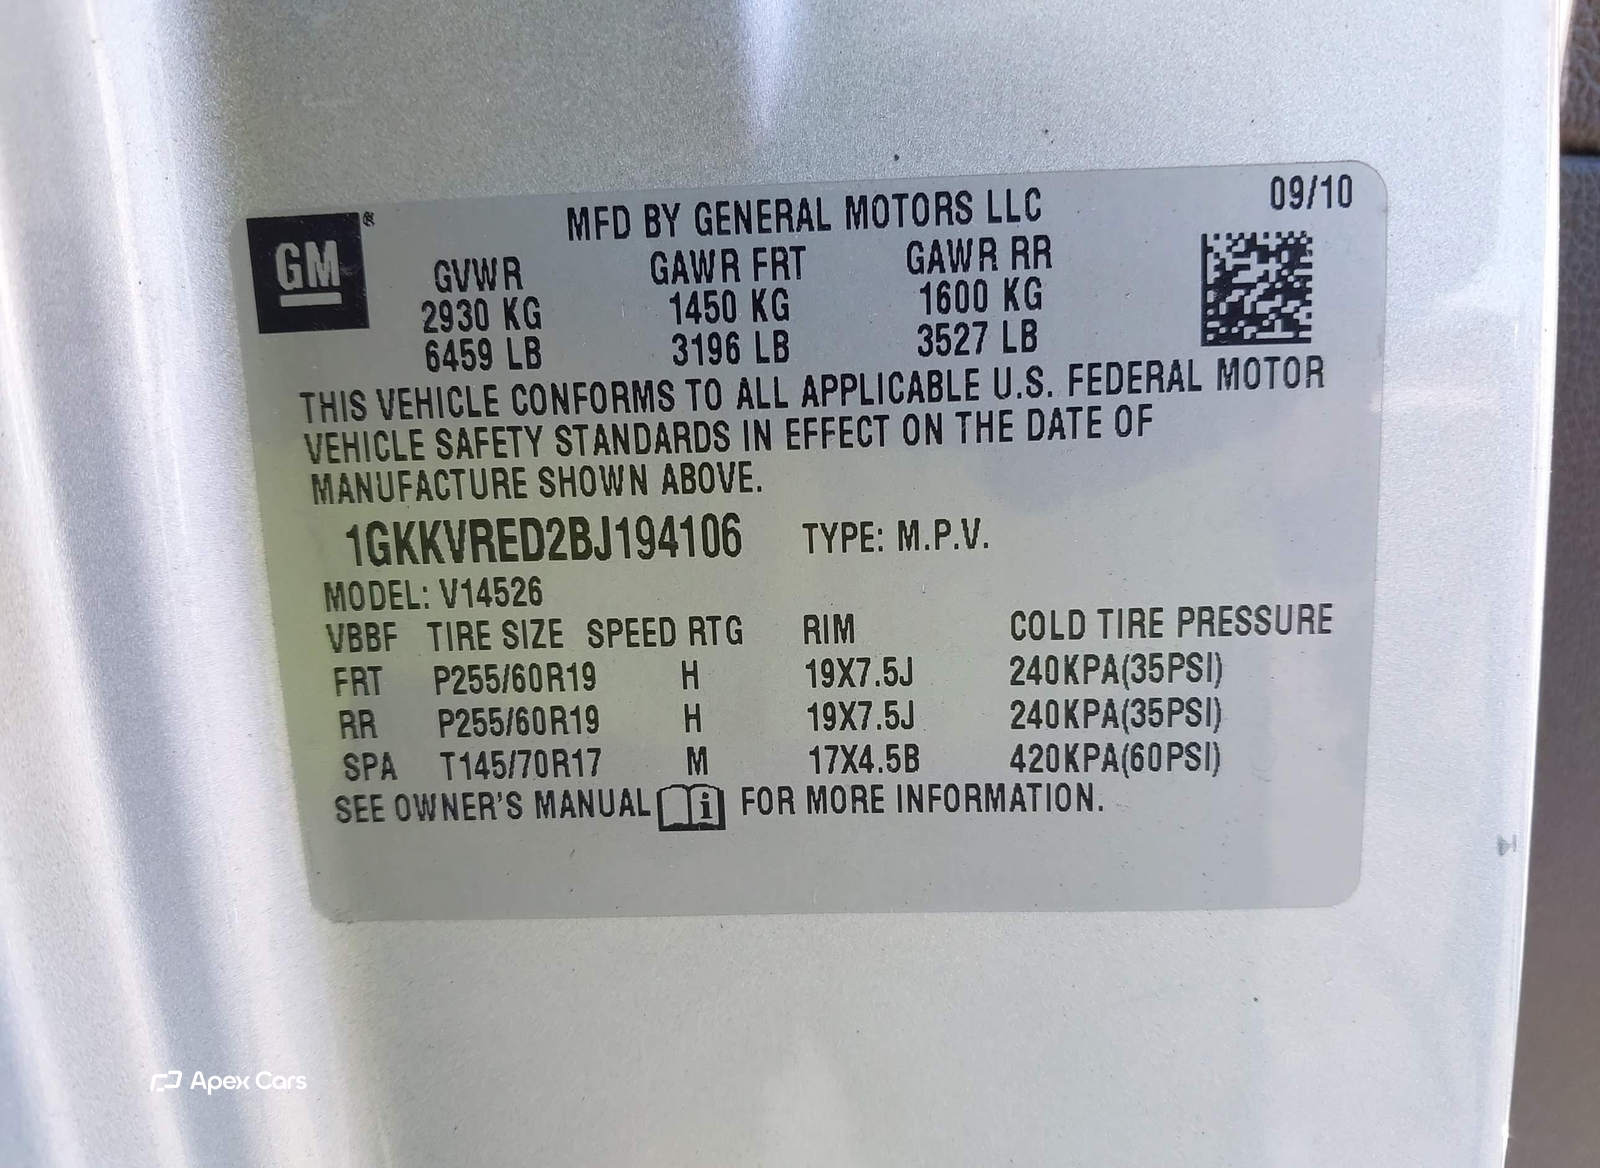 09/10
GM®
MFD BY GENERAL MOTORS LLC
GVWR GAWR FRT GAWR RR
2930 KG 1450 KG 1600 KG
6459 LB 3196 LB 3527 LB
THIS VEHICLE CONFORMS TO ALL APPLICABLE U.S. FEDERAL MOTOR
VEHICLE SAFETY STANDARDS IN EFFECT ON THE DATE OF
MANUFACTURE SHOWN ABOVE.
1GKKVRED2BJ194106 TYPE: M.P.V.
MODEL: V14526
VBBF TIRE SIZE SPEED RTG RIM COLD TIRE PRESSURE
FRT P255/60R19 H 19X7.5J 240KPA(35PSI)
RR P255/60R19 H 19X7.5J 240KPA(35PSI)
SPA T145/70R17 M 17X4.5B 420KPA(60PSI)
SEE OWNER'S MANUAL i FOR MORE INFORMATION.
Apex Cars